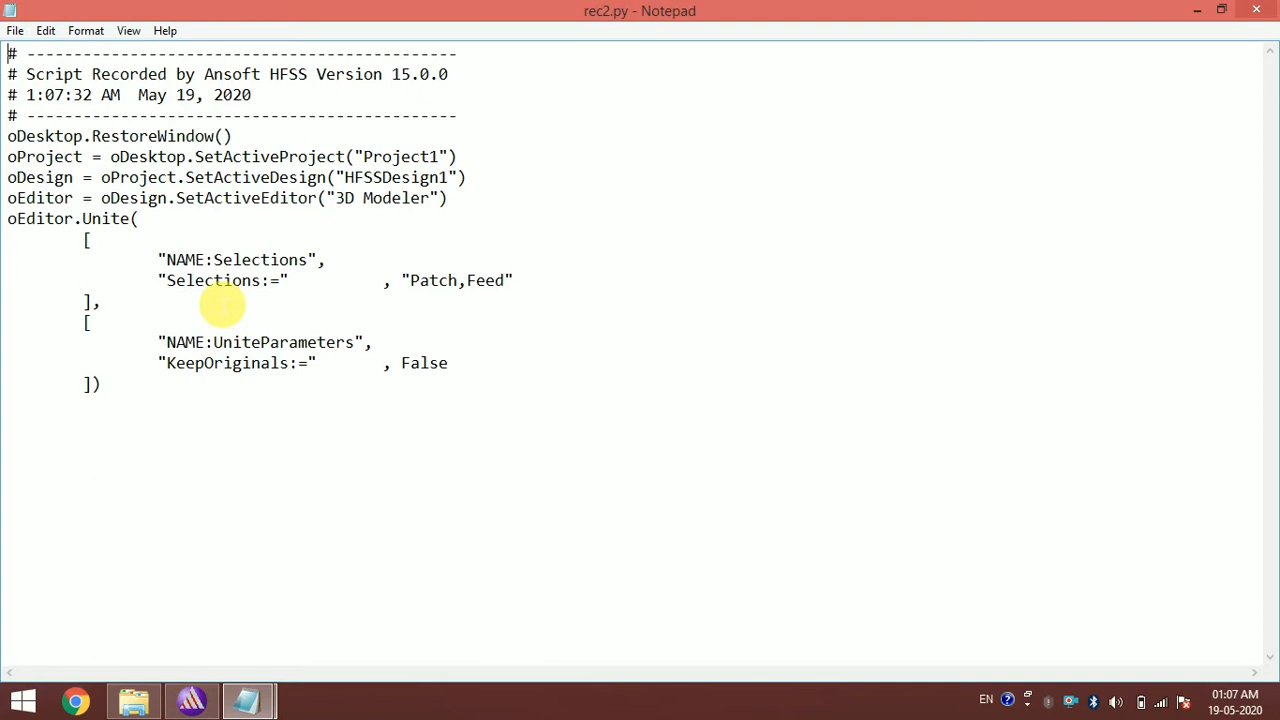 rec2.py - Notepad
File Edit Format View Help
# ----------------------------------------------
# Script Recorded by Ansoft HFSS Version 15.0.0
# 1:07:32 AM  May 19, 2020
# ----------------------------------------------
oDesktop.RestoreWindow()
oProject = oDesktop.SetActiveProject("Project1")
oDesign = oProject.SetActiveDesign("HFSSDesign1")
oEditor = oDesign.SetActiveEditor("3D Modeler")
oEditor.Unite(
	[
		"NAME:Selections",
		"Selections:="		, "Patch,Feed"
	],
	[
		"NAME:UniteParameters",
		"KeepOriginals:="	, False
	])
EN
01:07 AM
19-05-2020